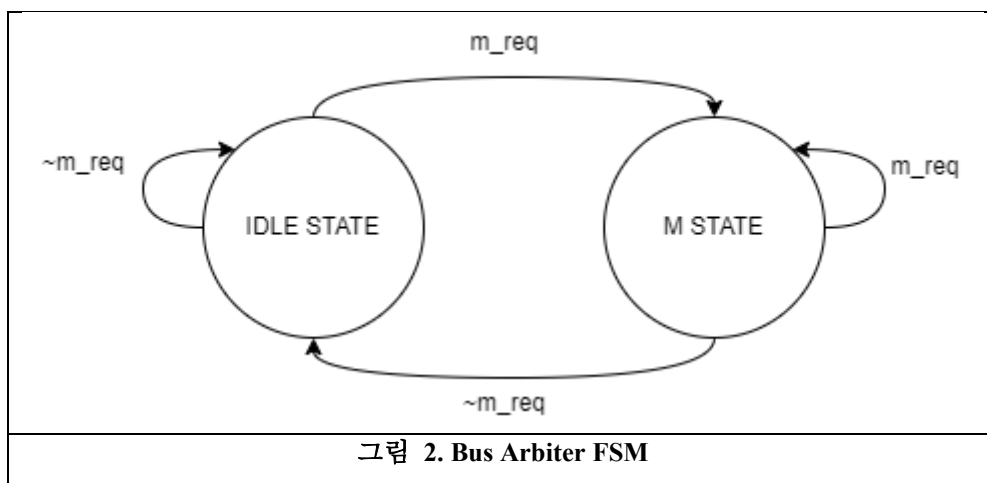 m_req
~m_req
m_req
IDLE STATE
M STATE
~m_req
그림 2. Bus Arbiter FSM